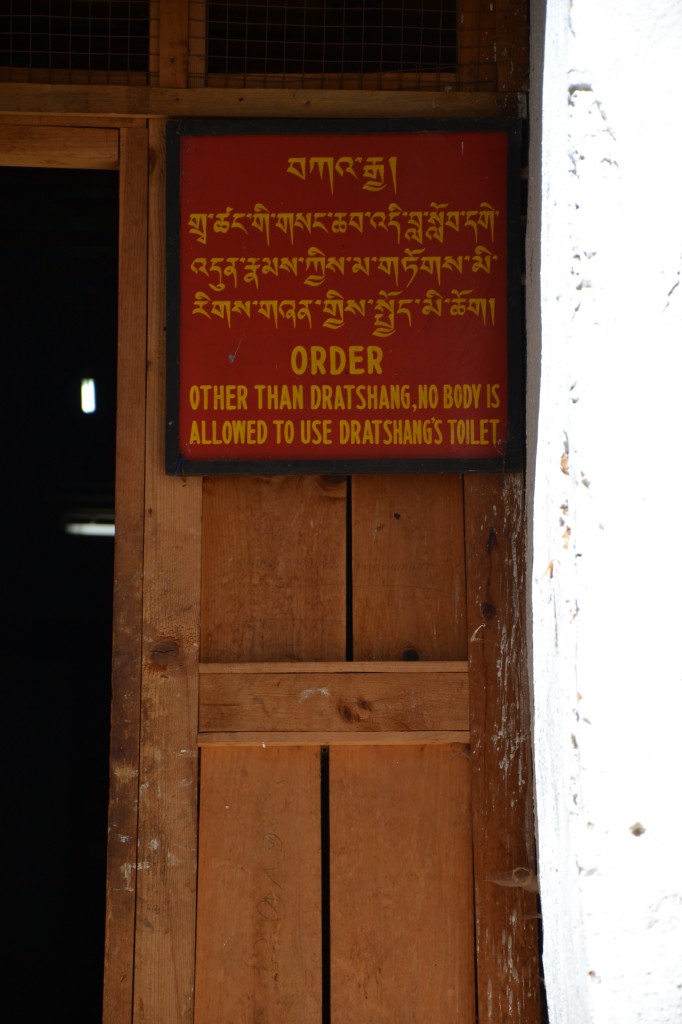 བཀའ་རྒྱ།
གྲྭ་ཚང་གི་གསང་ཆབ་འདི་བླ་སློབ་དགེ་
འདུན་རྣམས་ཀྱིས་མ་གཏོགས་མི་
རིགས་གཞན་གྱིས་སྤྱོད་མི་ཆོག།
ORDER
OTHER THAN DRATSHANG, NO BODY IS
ALLOWED TO USE DRATSHANG'S TOILET.